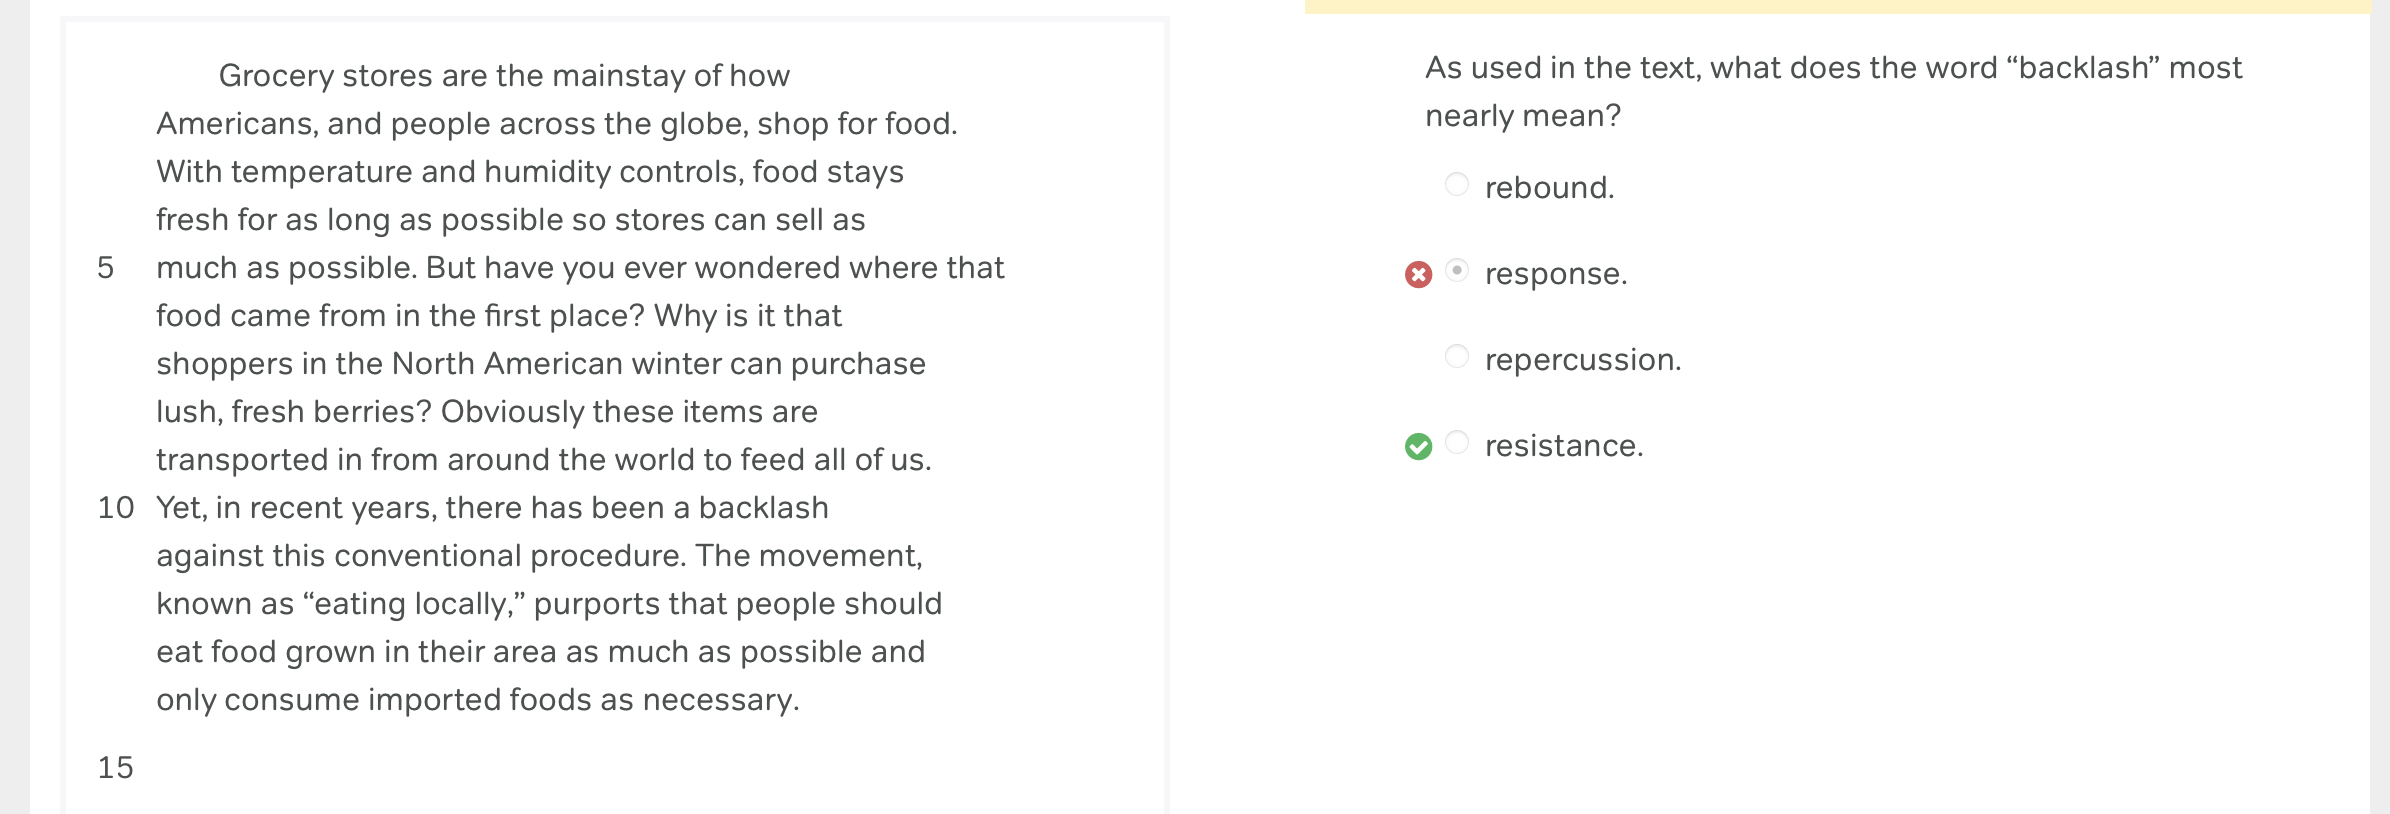 Grocery stores are the mainstay of how
Americans, and people across the globe, shop for food.
With temperature and humidity controls, food stays
fresh for as long as possible so stores can sell as
5 much as possible. But have you ever wondered where that
food came from in the first place? Why is it that
shoppers in the North American winter can purchase
lush, fresh berries? Obviously these items are
transported in from around the world to feed all of us.
10 Yet, in recent years, there has been a backlash
against this conventional procedure. The movement,
known as “eating locally,” purports that people should
eat food grown in their area as much as possible and
only consume imported foods as necessary.
15
As used in the text, what does the word “backlash” most
nearly mean?
rebound.
response.
repercussion.
resistance.